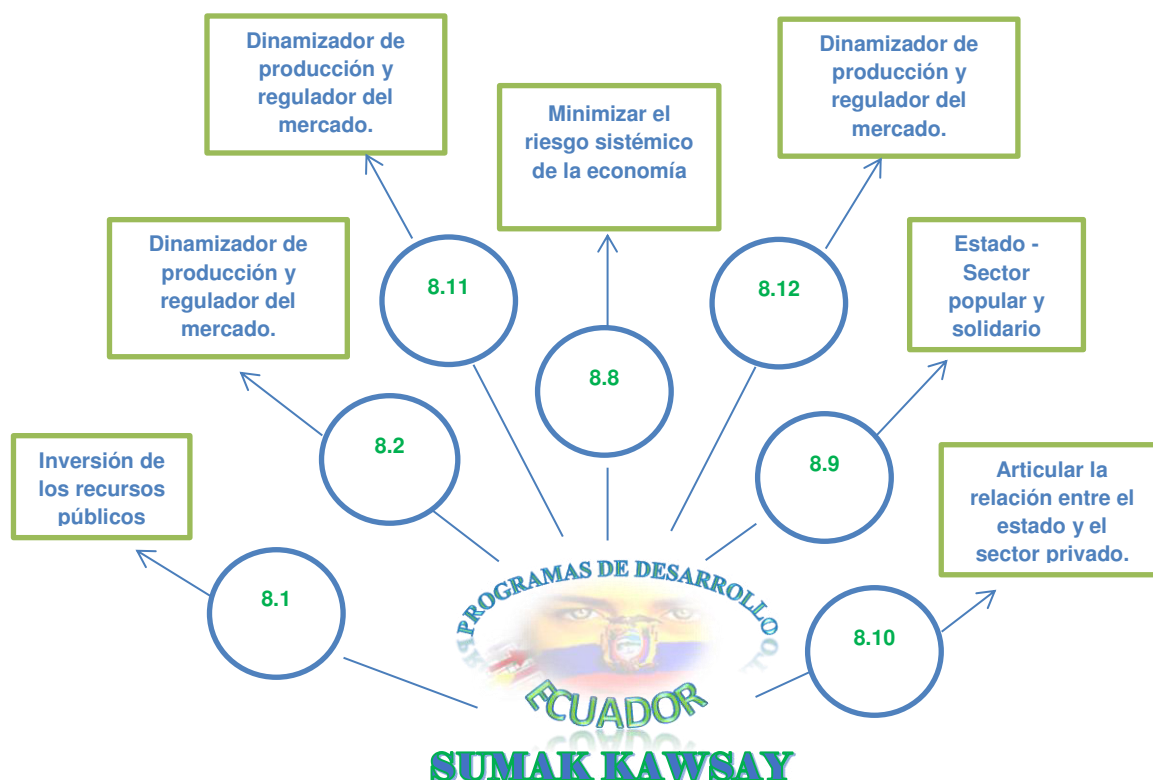 Dinamizador de
producción y
regulador del
mercado.
Minimizar el
riesgo sistémico
de la economía
Dinamizador de
producción y
regulador del
mercado.
Dinamizador de
producción y
regulador del
mercado.
Estado -
Sector
popular y
solidario
Inversión de
los recursos
públicos
Articular la
relación entre el
estado y el
sector privado.
8.11
8.12
8.8
8.2
8.9
8.1
8.10
PROGRAMAS DE DESARROLLO
ECUADOR
SUMAK KAWSAY